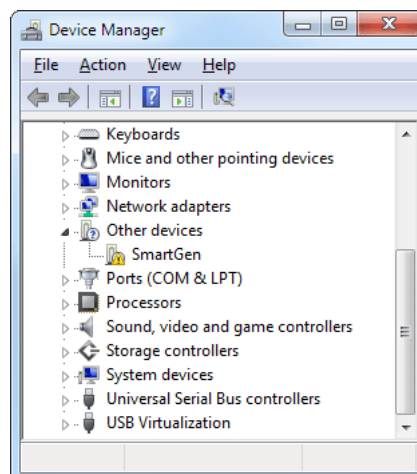 Device Manager
File Action View Help
Keyboards
Mice and other pointing devices
Monitors
Network adapters
Other devices
SmartGen
Ports (COM & LPT)
Processors
Sound, video and game controllers
Storage controllers
System devices
Universal Serial Bus controllers
USB Virtualization